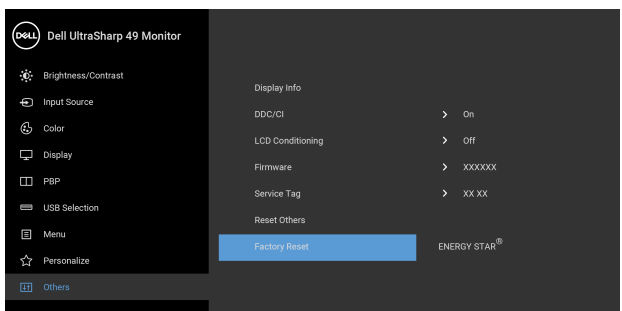 DELL Dell UltraSharp 49 Monitor
Brightness/Contrast
Input Source
Color
Display
PBP
USB Selection
Menu
Personalize
Others
Display Info
DDC/CI > On
LCD Conditioning > Off
Firmware > XXXXXX
Service Tag > XX XX
Reset Others
Factory Reset ENERGY STAR®